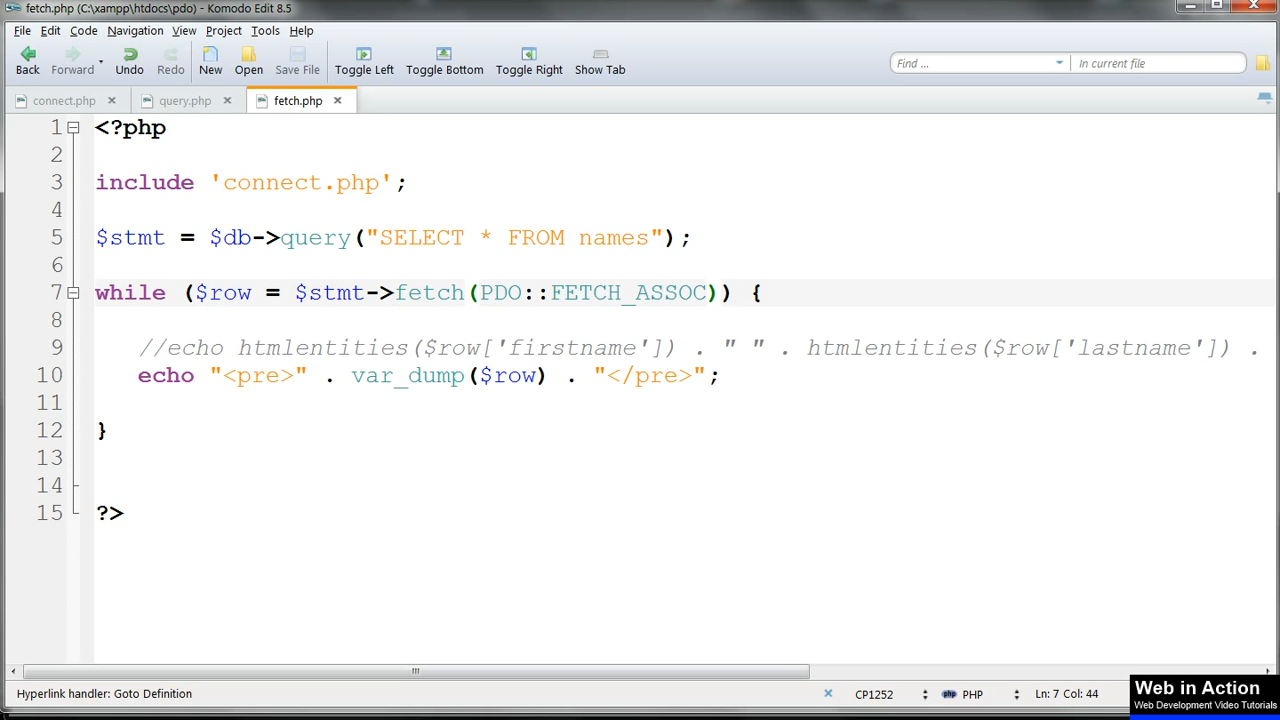 fetch.php (C:\xampp\htdocs\pdo) - Komodo Edit 8.5
File Edit Code Navigation View Project Tools Help
Back Forward Undo Redo New Open Save File Toggle Left Toggle Bottom Toggle Right Show Tab Find ... In current file
connect.php query.php fetch.php
1 <?php
2
3 include 'connect.php';
4
5 $stmt = $db->query("SELECT * FROM names");
6
7 while ($row = $stmt->fetch(PDO::FETCH_ASSOC)) {
8
9 //echo htmlentities($row['firstname']) . " " . htmlentities($row['lastname']) .
10 echo "<pre>" . var_dump($row) . "</pre>";
11
12 }
13
14
15 ?>
Hyperlink handler: Goto Definition CP1252 PHP Ln: 7 Col: 44
Web in Action
Web Development Video Tutorials